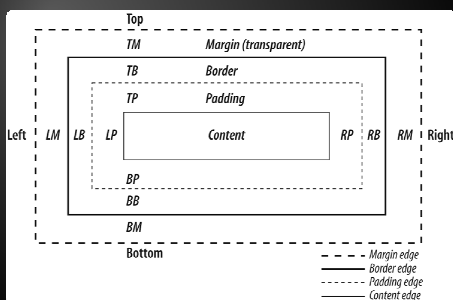 Top
TM Margin (transparent)
TB Border
TP Padding
Left LM LB LP Content RP RB RM Right
BP
BB
BM
Bottom
Margin edge
Border edge
Padding edge
Content edge